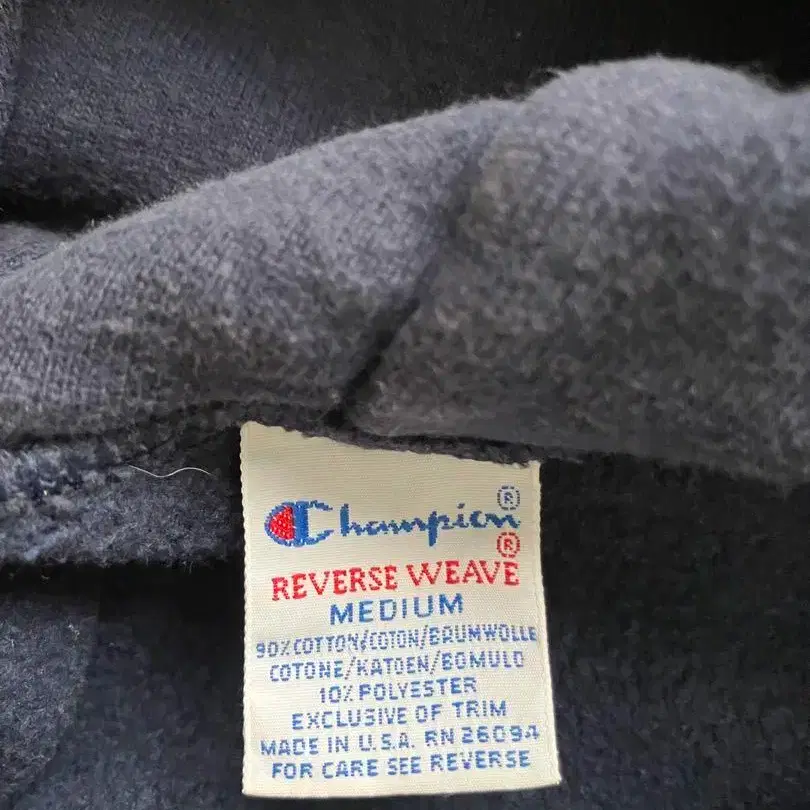 Champion®
REVERSE WEAVE®
MEDIUM
90% COTTON/COTON/BAUMWOLLE
COTONE/KATOEN/BOMULD
10% POLYESTER
EXCLUSIVE OF TRIM
MADE IN U.S.A. RN 26094
FOR CARE SEE REVERSE